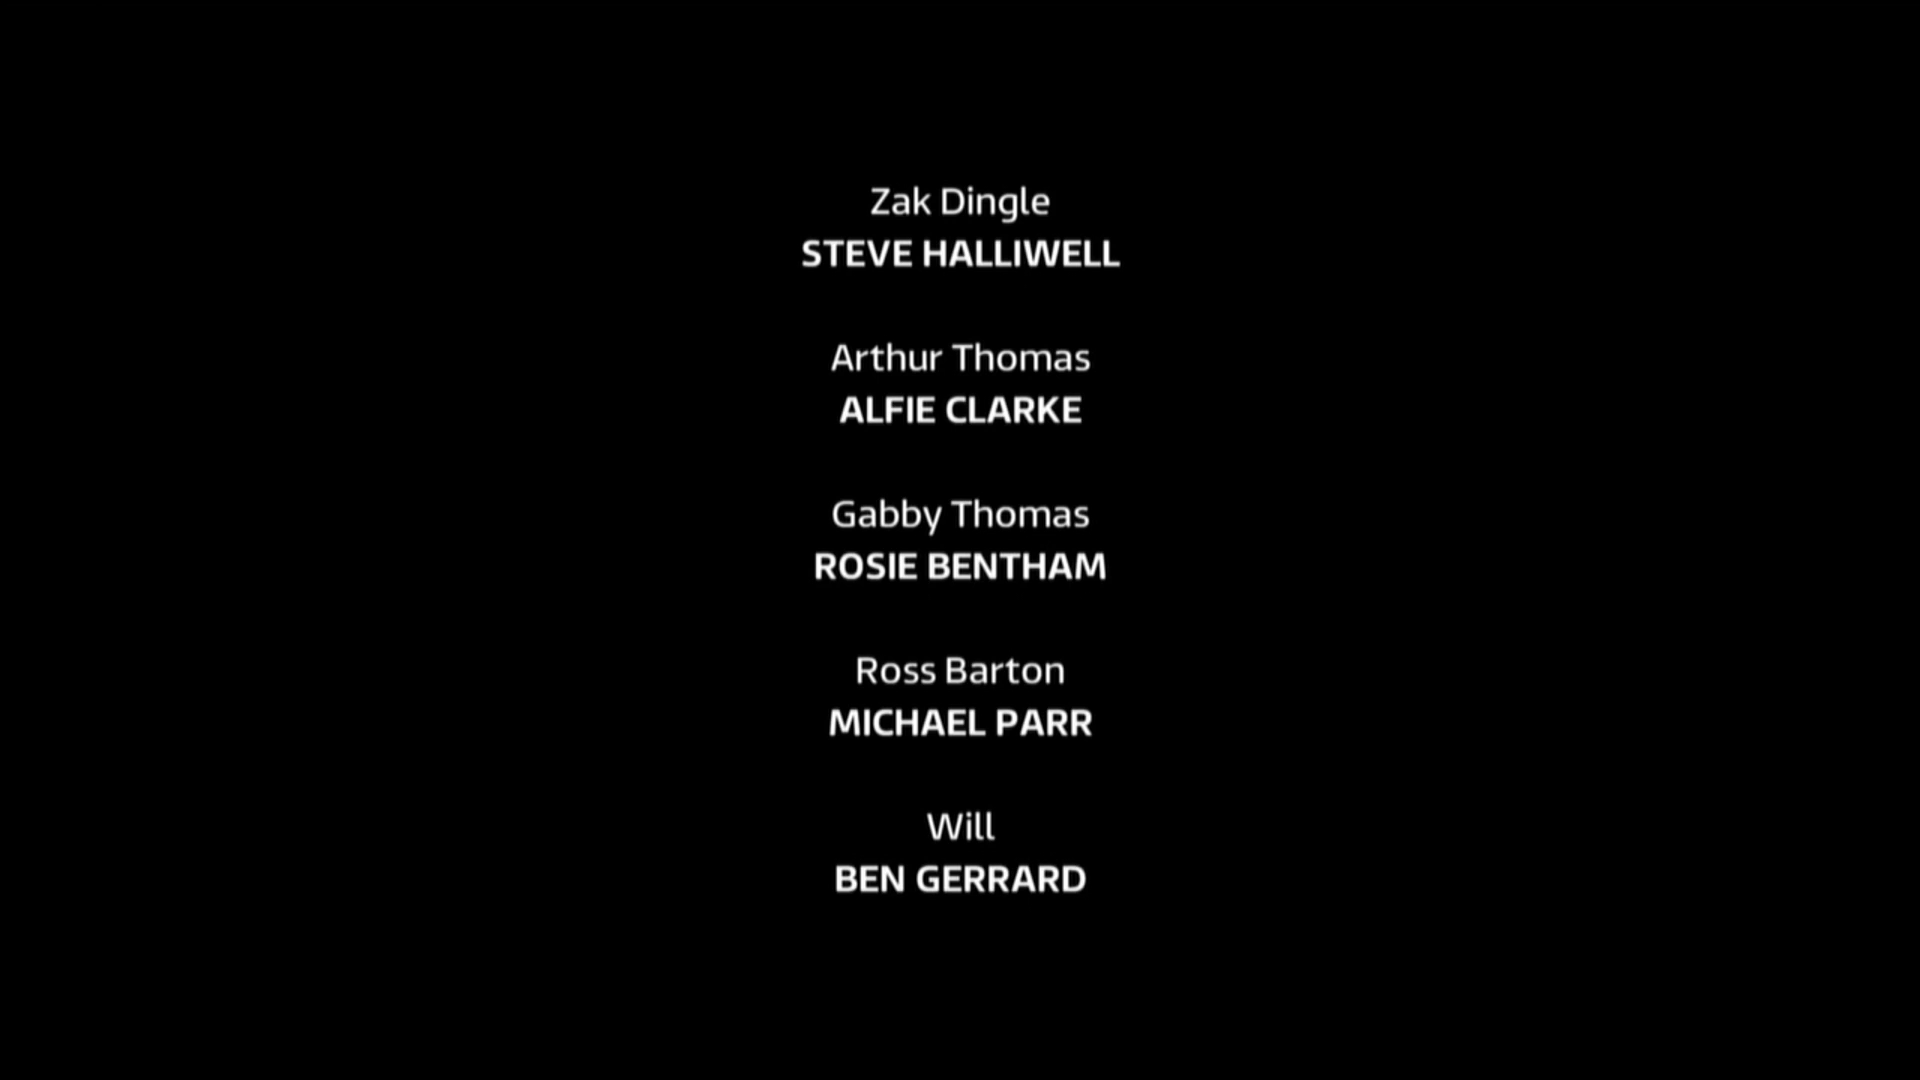 Zak Dingle
STEVE HALLIWELL
Arthur Thomas
ALFIE CLARKE
Gabby Thomas
ROSIE BENTHAM
Ross Barton
MICHAEL PARR
Will
BEN GERRARD